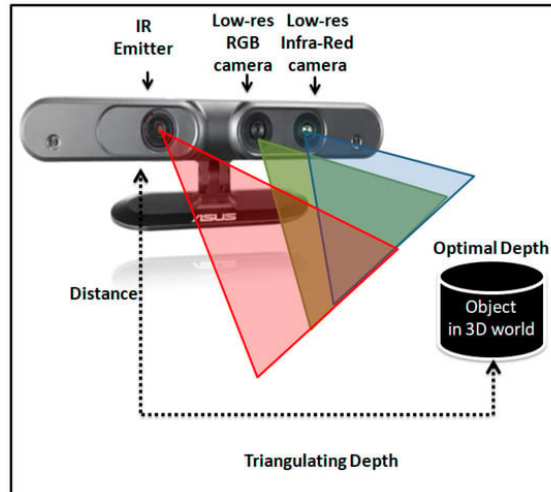 IR
Emitter
Low-res
RGB
camera
Low-res
Infra-Red
camera
ASUS
Optimal Depth
Distance
Object
in 3D world
Triangulating Depth